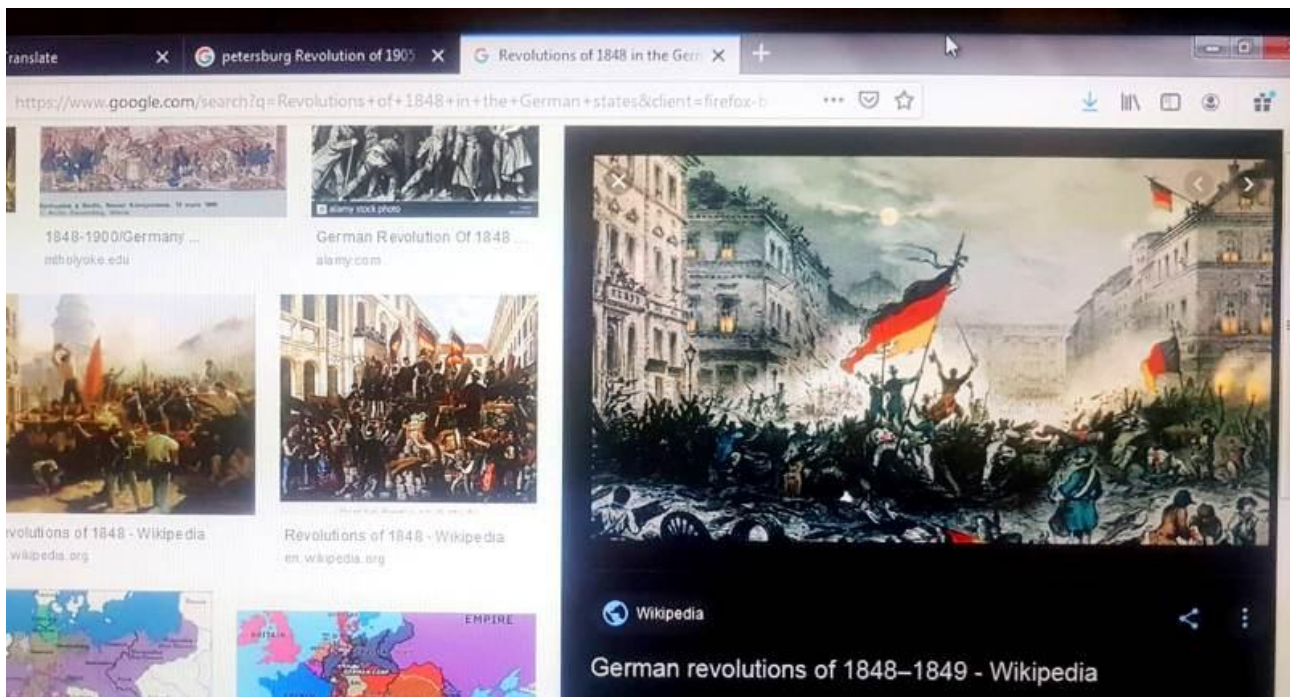 ranslate
petersburg Revolution of 1905
Revolutions of 1848 in the Gern
https://www.google.com/search?q=Revolutions+of+1848+in+the+German+states&client=firefox-b
alamy stock photo
1848-1900/Germany ...
mtholyoke.edu
German Revolution Of 1848 ...
alamy.com
evolutions of 1848 - Wikipedia
.wikipedia.org
Revolutions of 1848 - Wikipedia
en.wikipedia.org
BRITAIN
EMPIRE
Wikipedia
German revolutions of 1848–1849 - Wikipedia